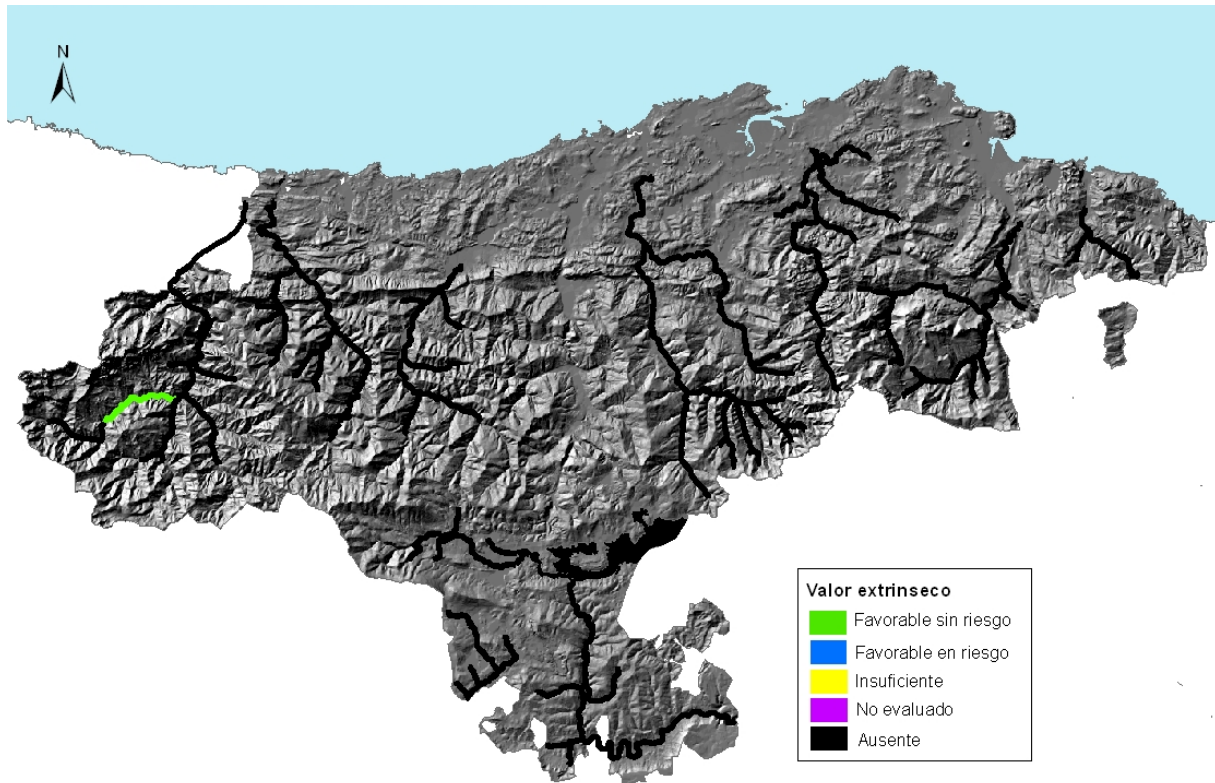 N
Valor extrinseco
Favorable sin riesgo
Favorable en riesgo
Insuficiente
No evaluado
Ausente